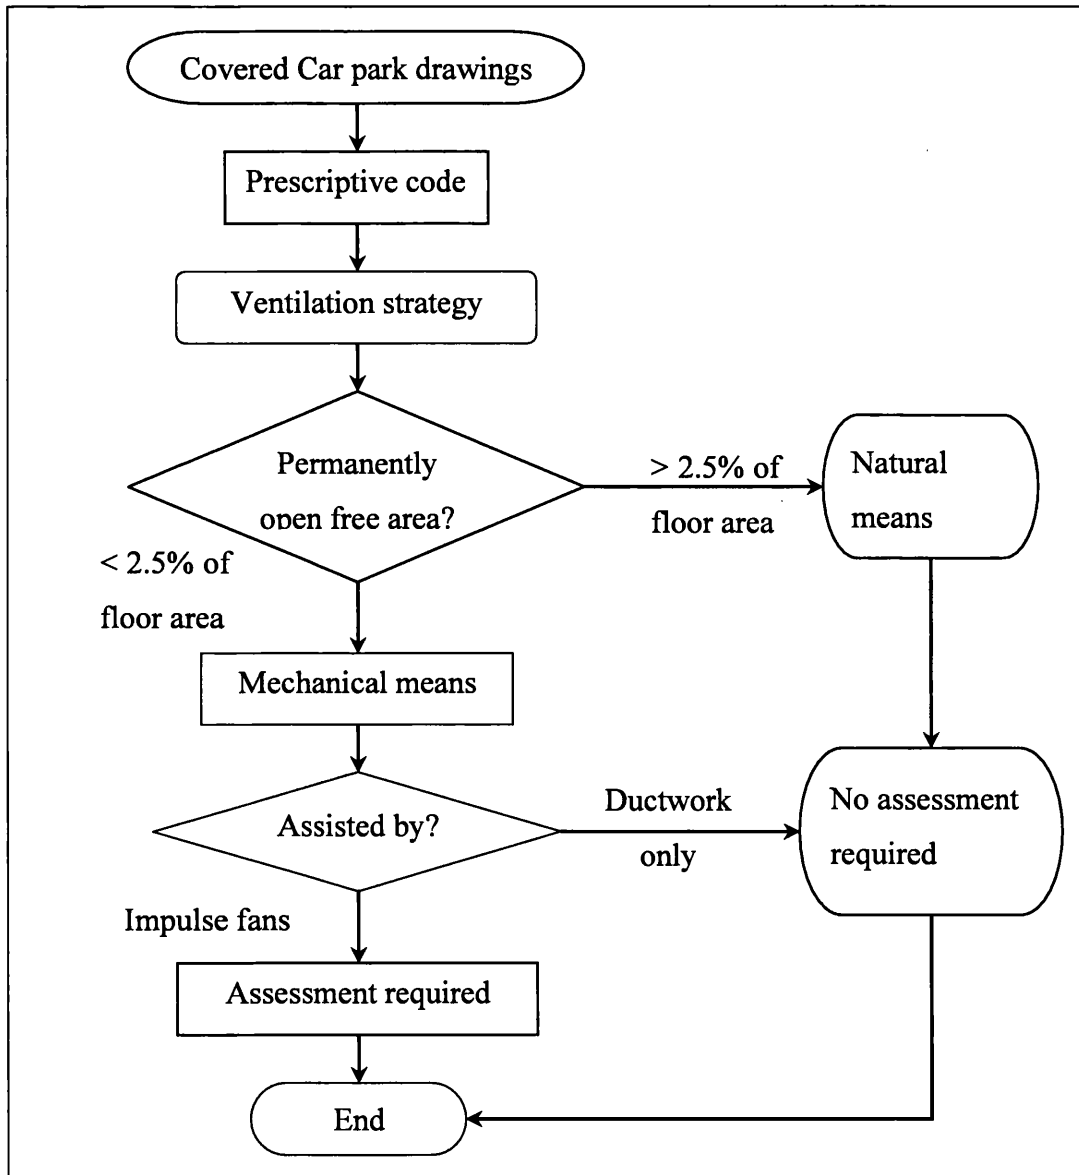 Covered Car park drawings
Prescriptive code
Ventilation strategy
Permanently
open free area?
> 2.5% of
floor area
Natural
means
< 2.5% of
floor area
Mechanical means
Assisted by?
Ductwork
only
No assessment
required
Impulse fans
Assessment required
End